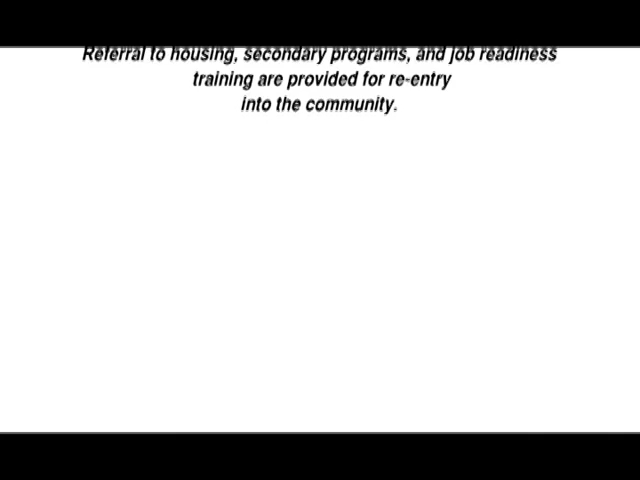 Referral to housing, secondary programs, and job readiness
training are provided for re-entry
into the community.